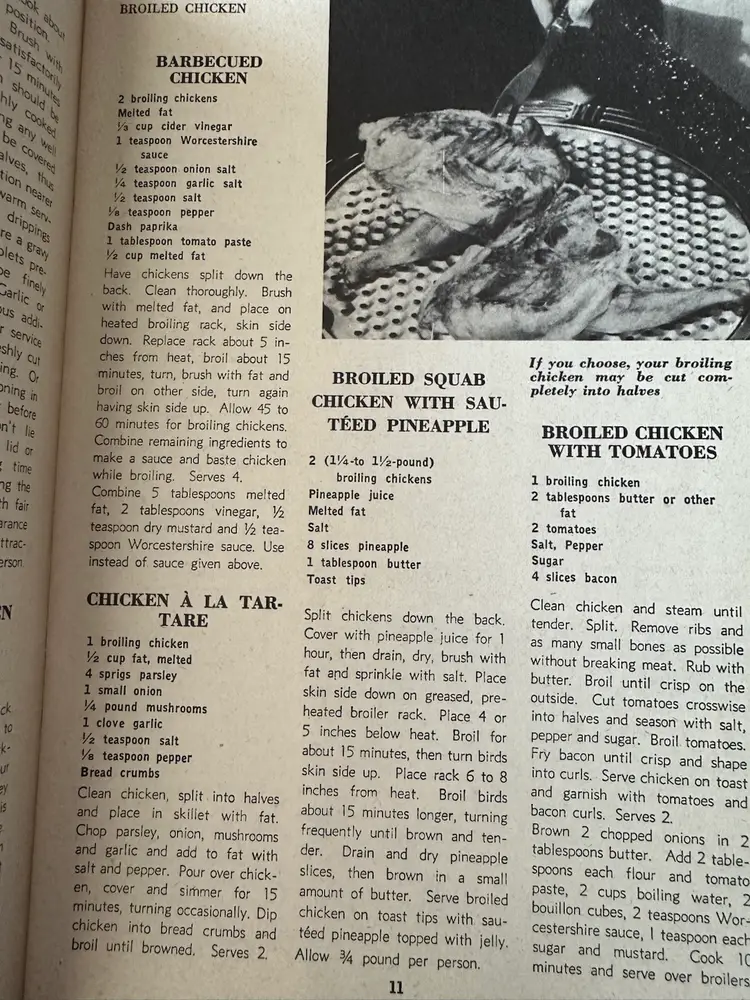 BROILED CHICKEN
BARBECUED
CHICKEN
2 broiling chickens
Melted fat
⅓ cup cider vinegar
1 teaspoon Worcestershire
sauce
½ teaspoon onion salt
¼ teaspoon garlic salt
½ teaspoon salt
⅛ teaspoon pepper
Dash paprika
1 tablespoon tomato paste
½ cup melted fat
Have chickens split down the
back. Clean thoroughly. Brush
with melted fat, and place on
heated broiling rack, skin side
down. Replace rack about 5 in-
ches from heat, broil about 15
minutes, turn, brush with fat and
broil on other side, turn again
having skin side up. Allow 45 to
60 minutes for broiling chickens.
Combine remaining ingredients to
make a sauce and baste chicken
while broiling. Serves 4.
Combine 5 tablespoons melted
fat, 2 tablespoons vinegar, ½
teaspoon dry mustard and ½ tea-
spoon Worcestershire sauce. Use
instead of sauce given above.
CHICKEN À LA TAR-
TARE
1 broiling chicken
½ cup fat, melted
4 sprigs parsley
1 small onion
¼ pound mushrooms
1 clove garlic
½ teaspoon salt
⅛ teaspoon pepper
Bread crumbs
Clean chicken, split into halves
and place in skillet with fat.
Chop parsley, onion, mushrooms
and garlic and add to fat with
salt and pepper. Pour over chick-
en, cover and simmer for 15
minutes, turning occasionally. Dip
chicken into bread crumbs and
broil until browned. Serves 2.
BROILED SQUAB
CHICKEN WITH SAU-
TÉED PINEAPPLE
2 (1¼-to 1½-pound)
broiling chickens
Pineapple juice
Melted fat
Salt
8 slices pineapple
1 tablespoon butter
Toast tips
Split chickens down the back.
Cover with pineapple juice for 1
hour, then drain, dry, brush with
fat and sprinkle with salt. Place
skin side down on greased, pre-
heated broiler rack. Place 4 or
5 inches below heat. Broil for
about 15 minutes, then turn birds
skin side up. Place rack 6 to 8
inches from heat. Broil birds
about 15 minutes longer, turning
frequently until brown and ten-
der. Drain and dry pineapple
slices, then brown in a small
amount of butter. Serve broiled
chicken on toast tips with sau-
téed pineapple topped with jelly.
Allow ¾ pound per person.
If you choose, your broiling
chicken may be cut com-
pletely into halves
BROILED CHICKEN
WITH TOMATOES
1 broiling chicken
2 tablespoons butter or other
fat
2 tomatoes
Salt, Pepper
Sugar
4 slices bacon
Clean chicken and steam until
tender. Split. Remove ribs and
as many small bones as possible
without breaking meat. Rub with
butter. Broil until crisp on the
outside. Cut tomatoes crosswise
into halves and season with salt,
pepper and sugar. Broil tomatoes.
Fry bacon until crisp and shape
into curls. Serve chicken on toast
and garnish with tomatoes and
bacon curls. Serves 2.
Brown 2 chopped onions in 2
tablespoons butter. Add 2 table-
spoons each flour and tomato
paste, 2 cups boiling water, 2
bouillon cubes, 2 teaspoons Wor-
cestershire sauce, 1 teaspoon each
sugar and mustard. Cook 10
minutes and serve over broilers
11